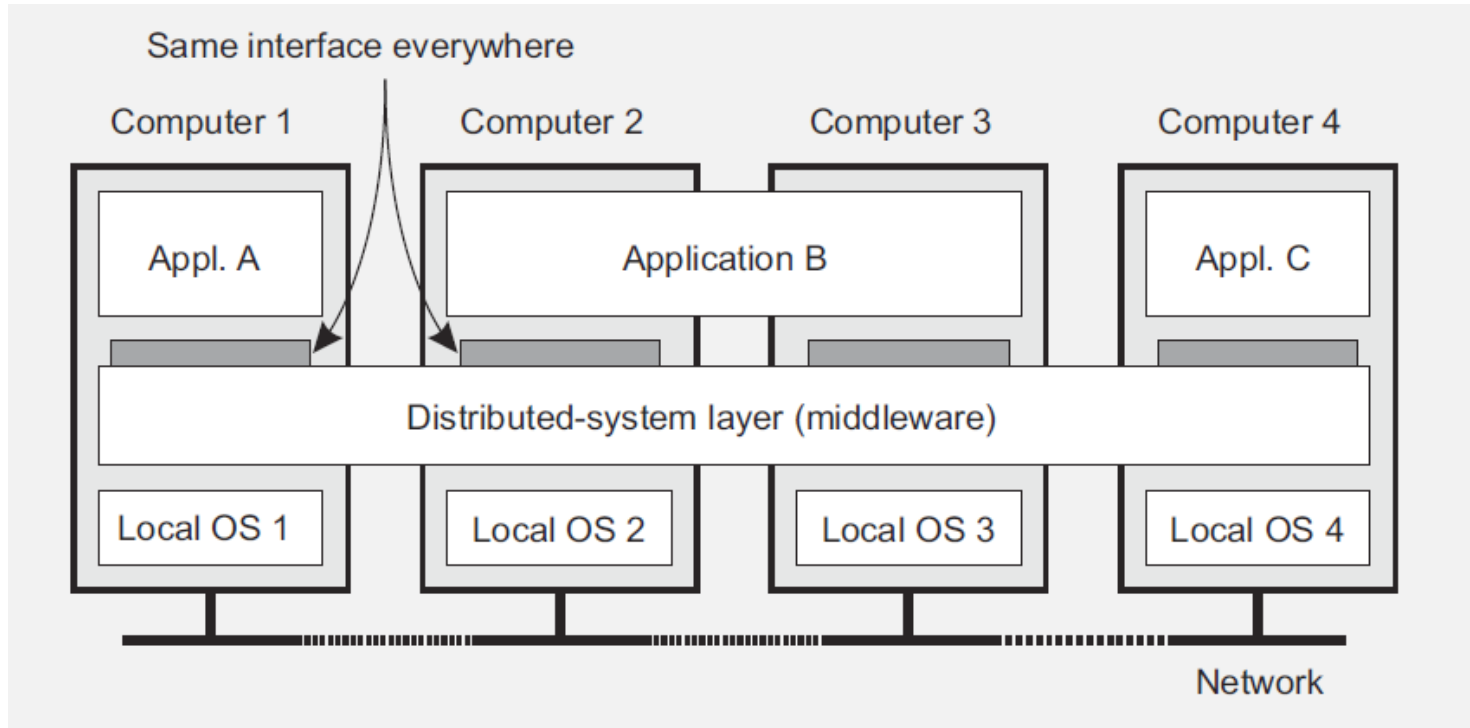 Same interface everywhere
Computer 1
Computer 2
Computer 3
Computer 4
Appl. A
Application B
Appl. C
Distributed-system layer (middleware)
Local OS 1
Local OS 2
Local OS 3
Local OS 4
Network